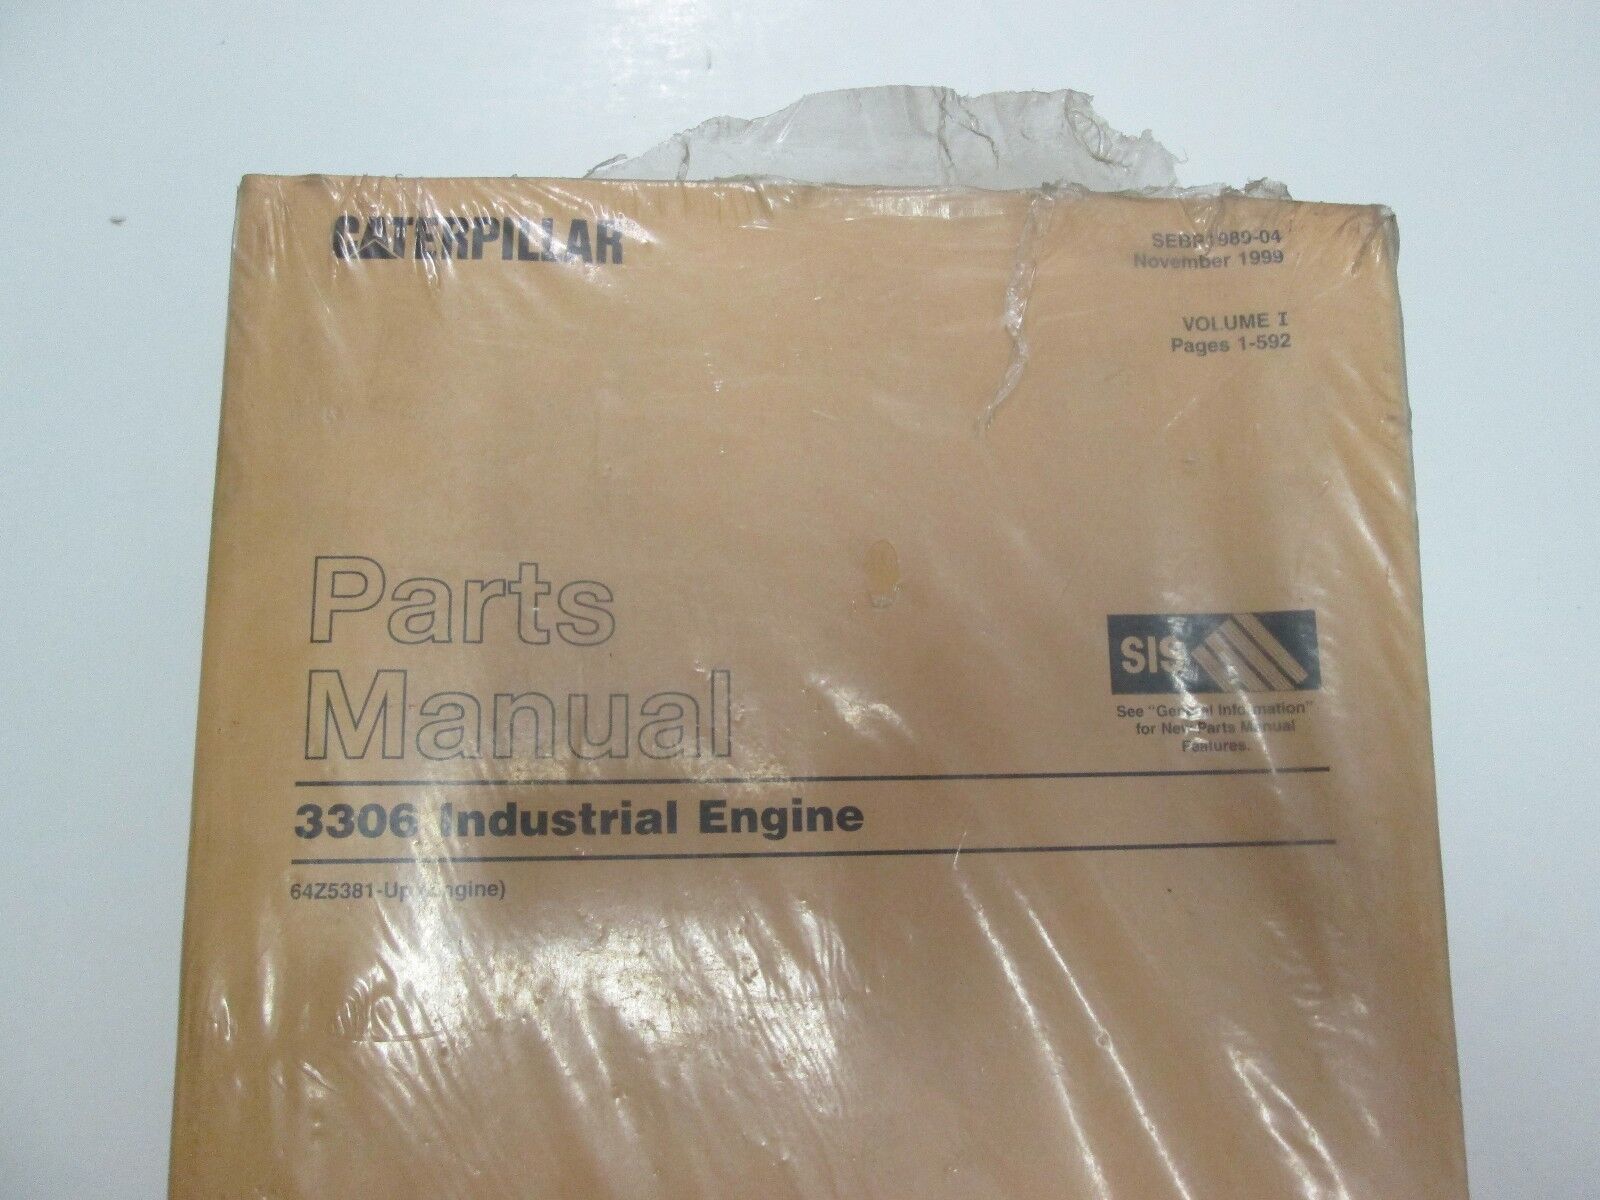 CATERPILLAR
SEBP1989-04
November 1999
VOLUME I
Pages 1-592
Parts
Manual
SIS
See "General Information"
for New Parts Manual
Features.
3306 Industrial Engine
64Z5381-Up (Engine)